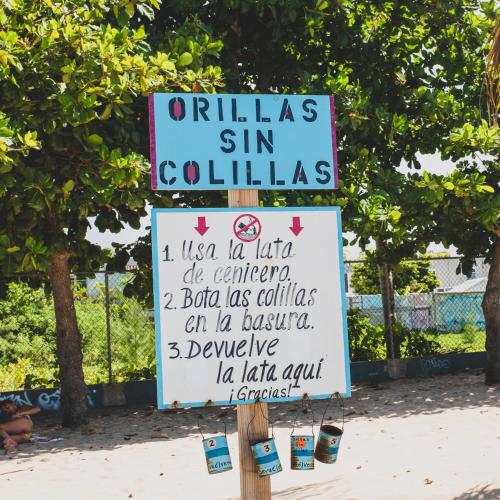 ORILLAS
SIN
COLILLAS
1. Usa la lata
de cenicero.
2. Bota las colillas
en la basura.
3. Devuelve
la lata aquí.
¡Gracias!
2
3
5